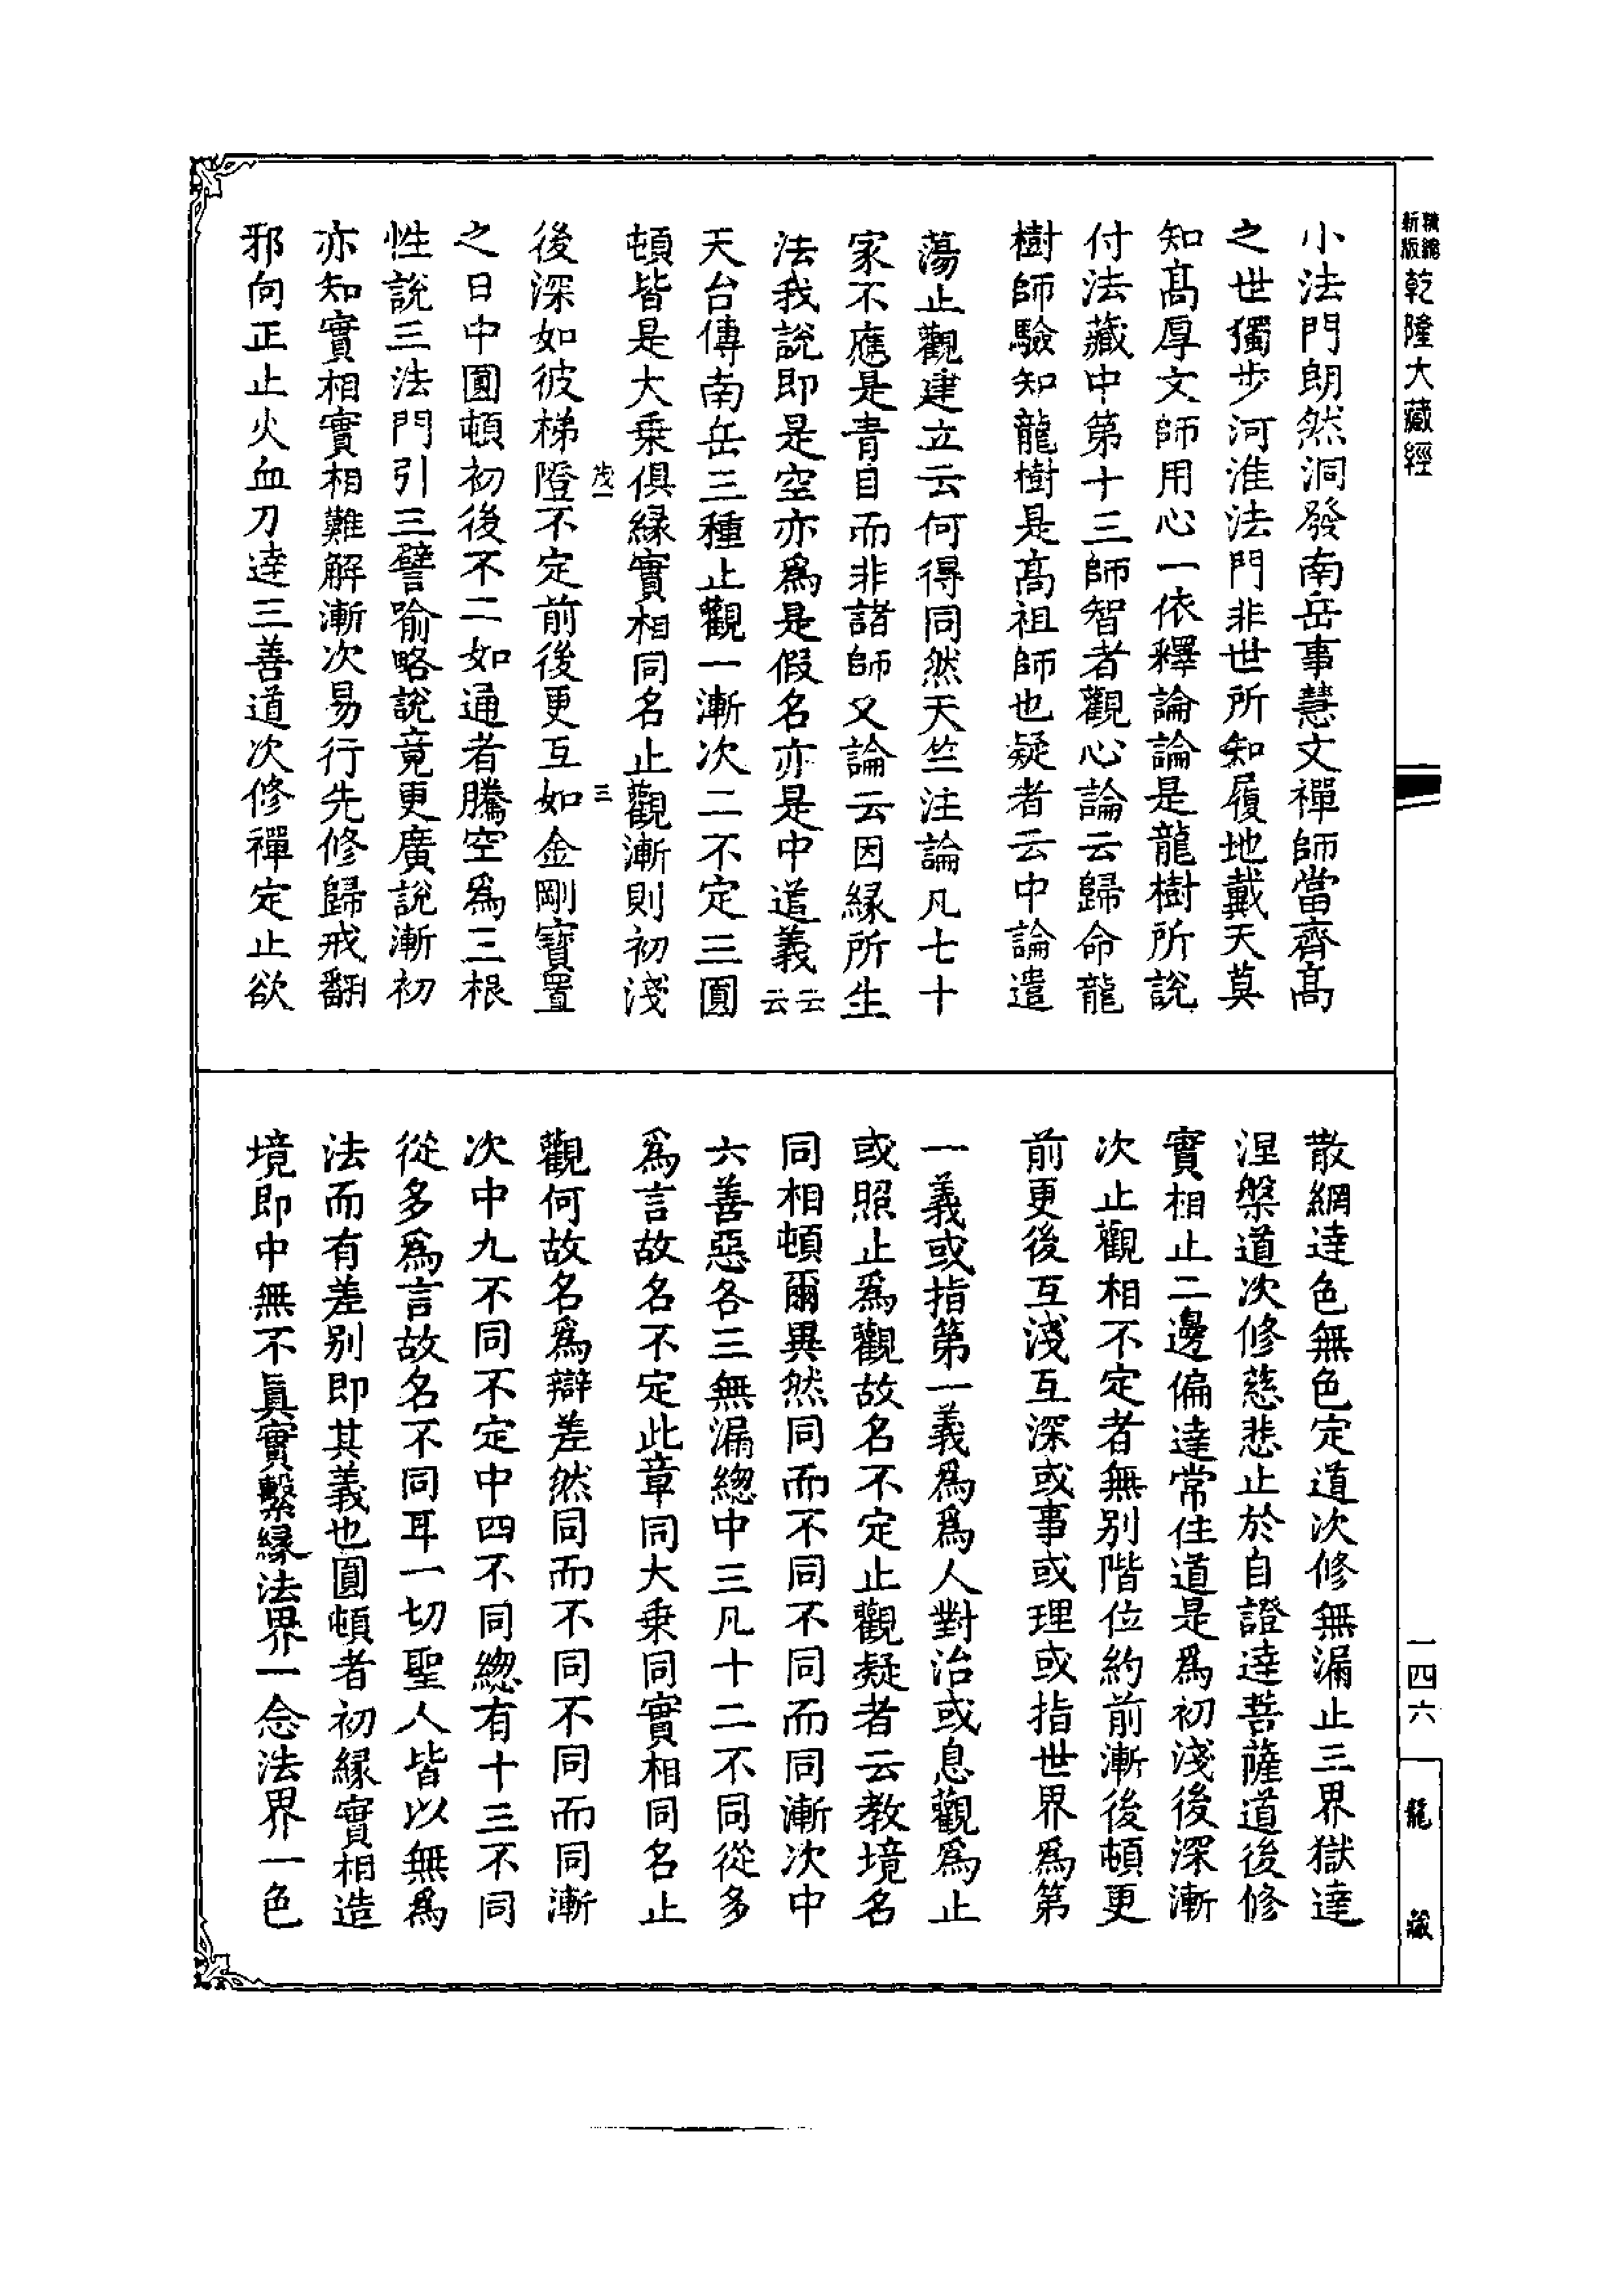 精縮
新版
乾隆大藏經
小法門朗然洞發南岳事慧文禪師當齊髙
之世獨步河淮法門非世所知履地戴天莫
知髙厚文師用心一依釋論論是龍樹所說
付法藏中第十三師智者觀心論云歸命龍
樹師驗知龍樹是髙祖師也疑者云中論遣
蕩止觀建立云何得同然天竺注論凡七十
家不應是青目而非諸師又論云因緣所生
法我說即是空亦爲是假名亦是中道義云云
天台傳南岳三種止觀一漸次二不定三圓
頓皆是大乗俱緣實相同名止觀漸則初淺
茂一
三
後深如彼梯隥不定前後更互如金剛寳置
之日中圓頓初後不二如通者騰空爲三根
性說三法門引三譬喻略說竟更廣說漸初
亦知實相實相難解漸次易行先修歸戒翻
邪向正止火血刀逹三善道次修禪定止欲
散網逹色無色定道次修無漏止三界獄逹
涅槃道次修慈悲止於自證逹菩薩道後修
實相止二邊偏逹常住道是爲初淺後深漸
次止觀相不定者無別階位約前漸後頓更
前更後互淺互深或事或理或指世界爲第
一義或指第一義爲爲人對治或息觀爲止
或照止爲觀故名不定止觀疑者云教境名
同相頓爾異然同而不同不同而同漸次中
六善惡各三無漏緫中三凡十二不同從多
爲言故名不定此章同大乗同實相同名止
觀何故名爲辯差然同而不同不同而同漸
次中九不同不定中四不同緫有十三不同
從多爲言故名不同耳一切聖人皆以無爲
法而有差别即其義也圓頓者初緣實相造
境即中無不眞實繫緣法界一念法界一色
一四六
龍藏